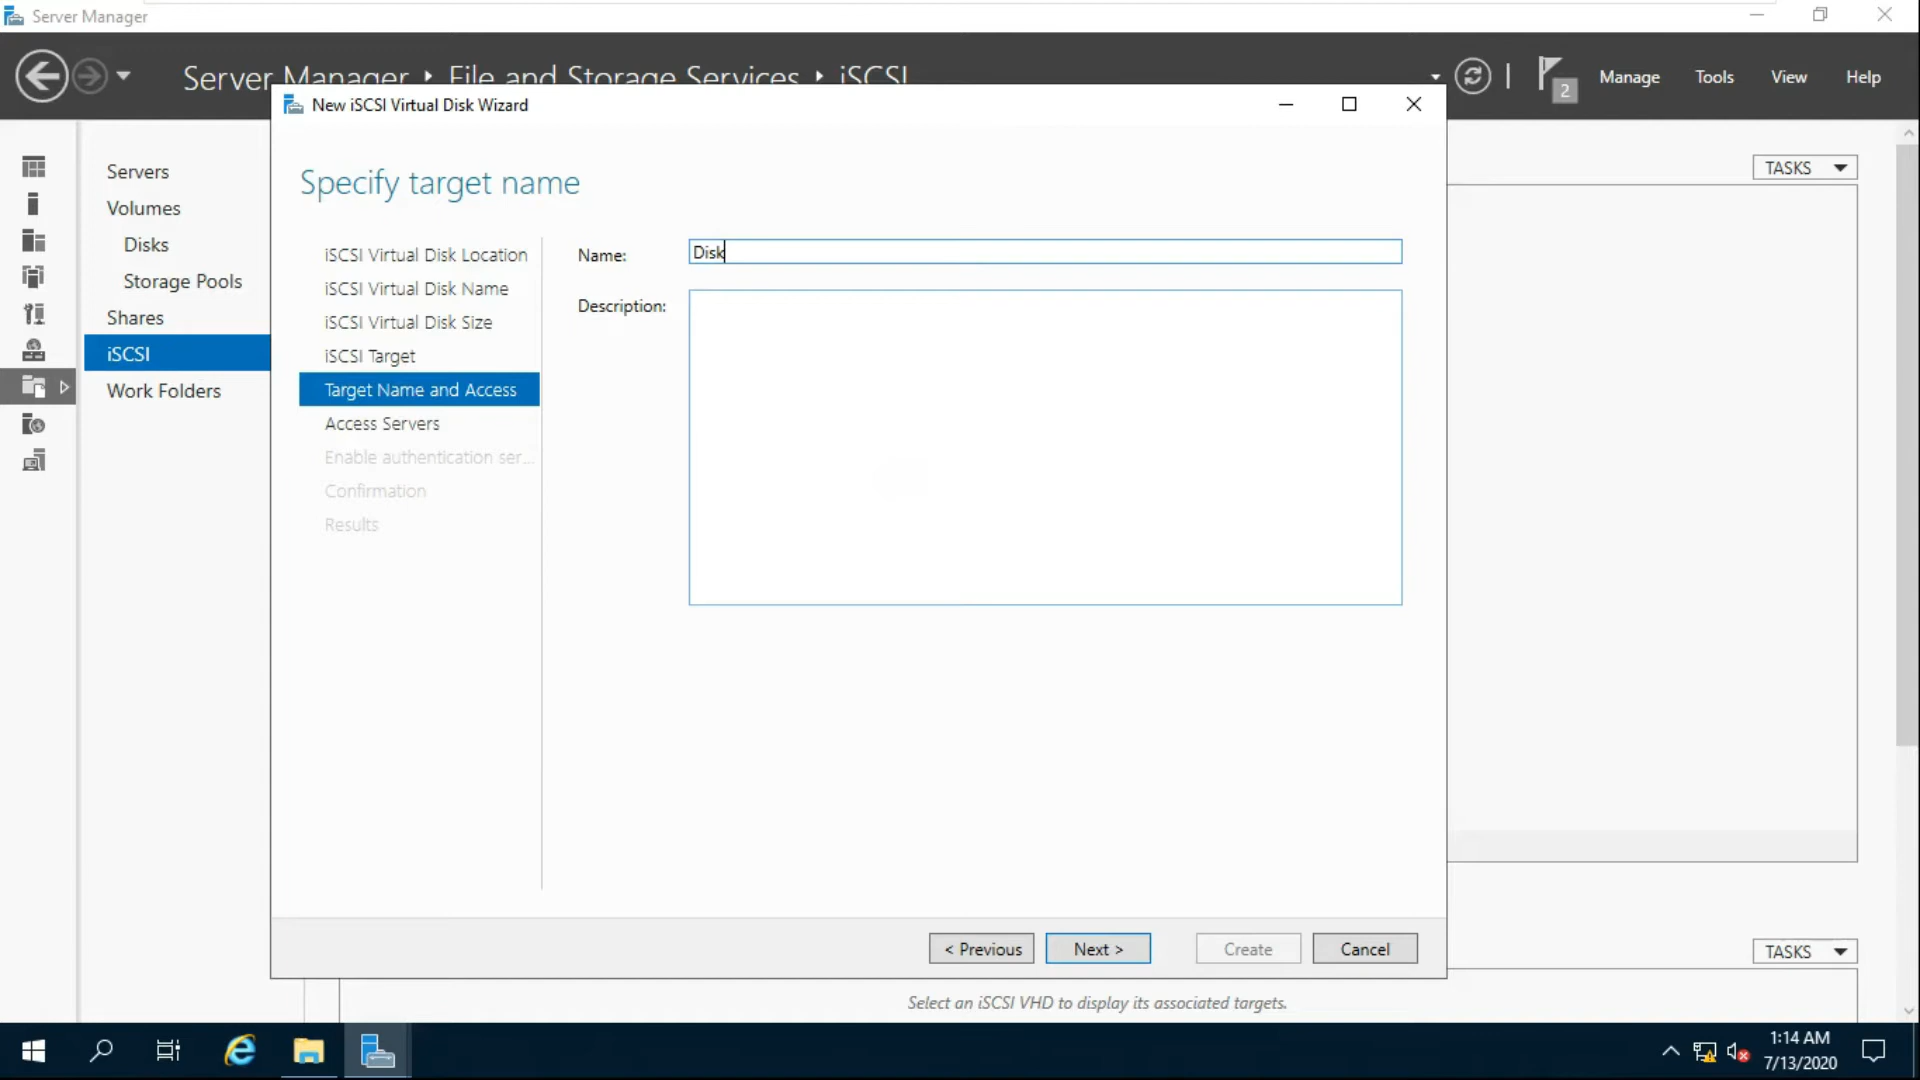 Server Manager
Server Manager ‣ File and Storage Services ‣ iSCSI
2
Manage
Tools
View
Help
New iSCSI Virtual Disk Wizard
Servers
Volumes
Disks
Storage Pools
Shares
iSCSI
Work Folders
TASKS
Specify target name
iSCSI Virtual Disk Location
iSCSI Virtual Disk Name
iSCSI Virtual Disk Size
iSCSI Target
Target Name and Access
Access Servers
Enable authentication ser...
Confirmation
Results
Name:
Disk
Description:
< Previous
Next >
Create
Cancel
TASKS
Select an iSCSI VHD to display its associated targets.
1:14 AM
7/13/2020